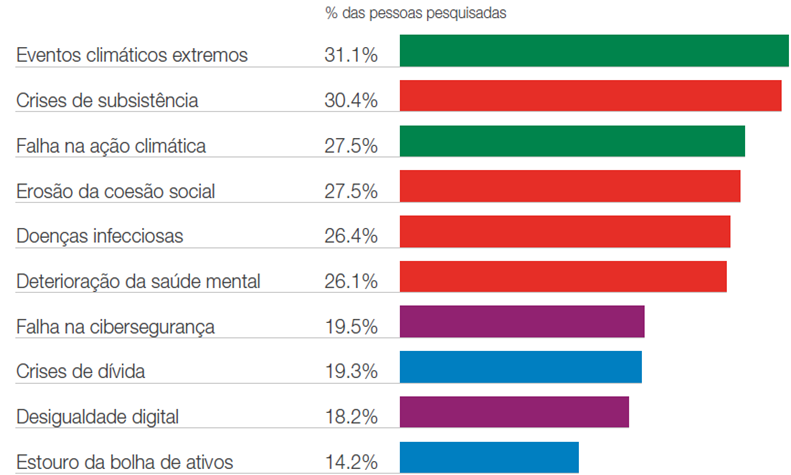 % das pessoas pesquisadas
Eventos climáticos extremos 31.1%
Crises de subsistência 30.4%
Falha na ação climática 27.5%
Erosão da coesão social 27.5%
Doenças infecciosas 26.4%
Deterioração da saúde mental 26.1%
Falha na cibersegurança 19.5%
Crises de dívida 19.3%
Desigualdade digital 18.2%
Estouro da bolha de ativos 14.2%